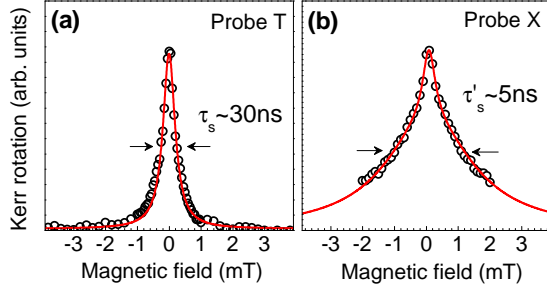 (a) Probe T
τs~30ns
Kerr rotation (arb. units)
-3 -2 -1 0 1 2 3
Magnetic field (mT)
(b) Probe X
τ's~5ns
-3 -2 -1 0 1 2 3
Magnetic field (mT)